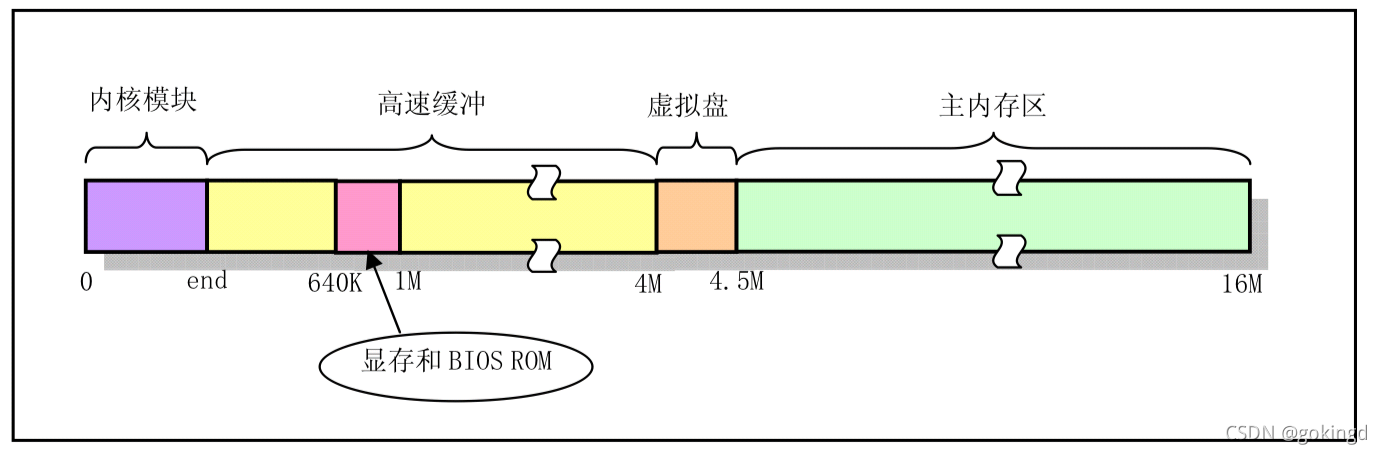 内核模块
高速缓冲
虚拟盘
主内存区
0
end
640K
1M
4M
4.5M
16M
显存和 BIOS ROM
CSDN @gokingd